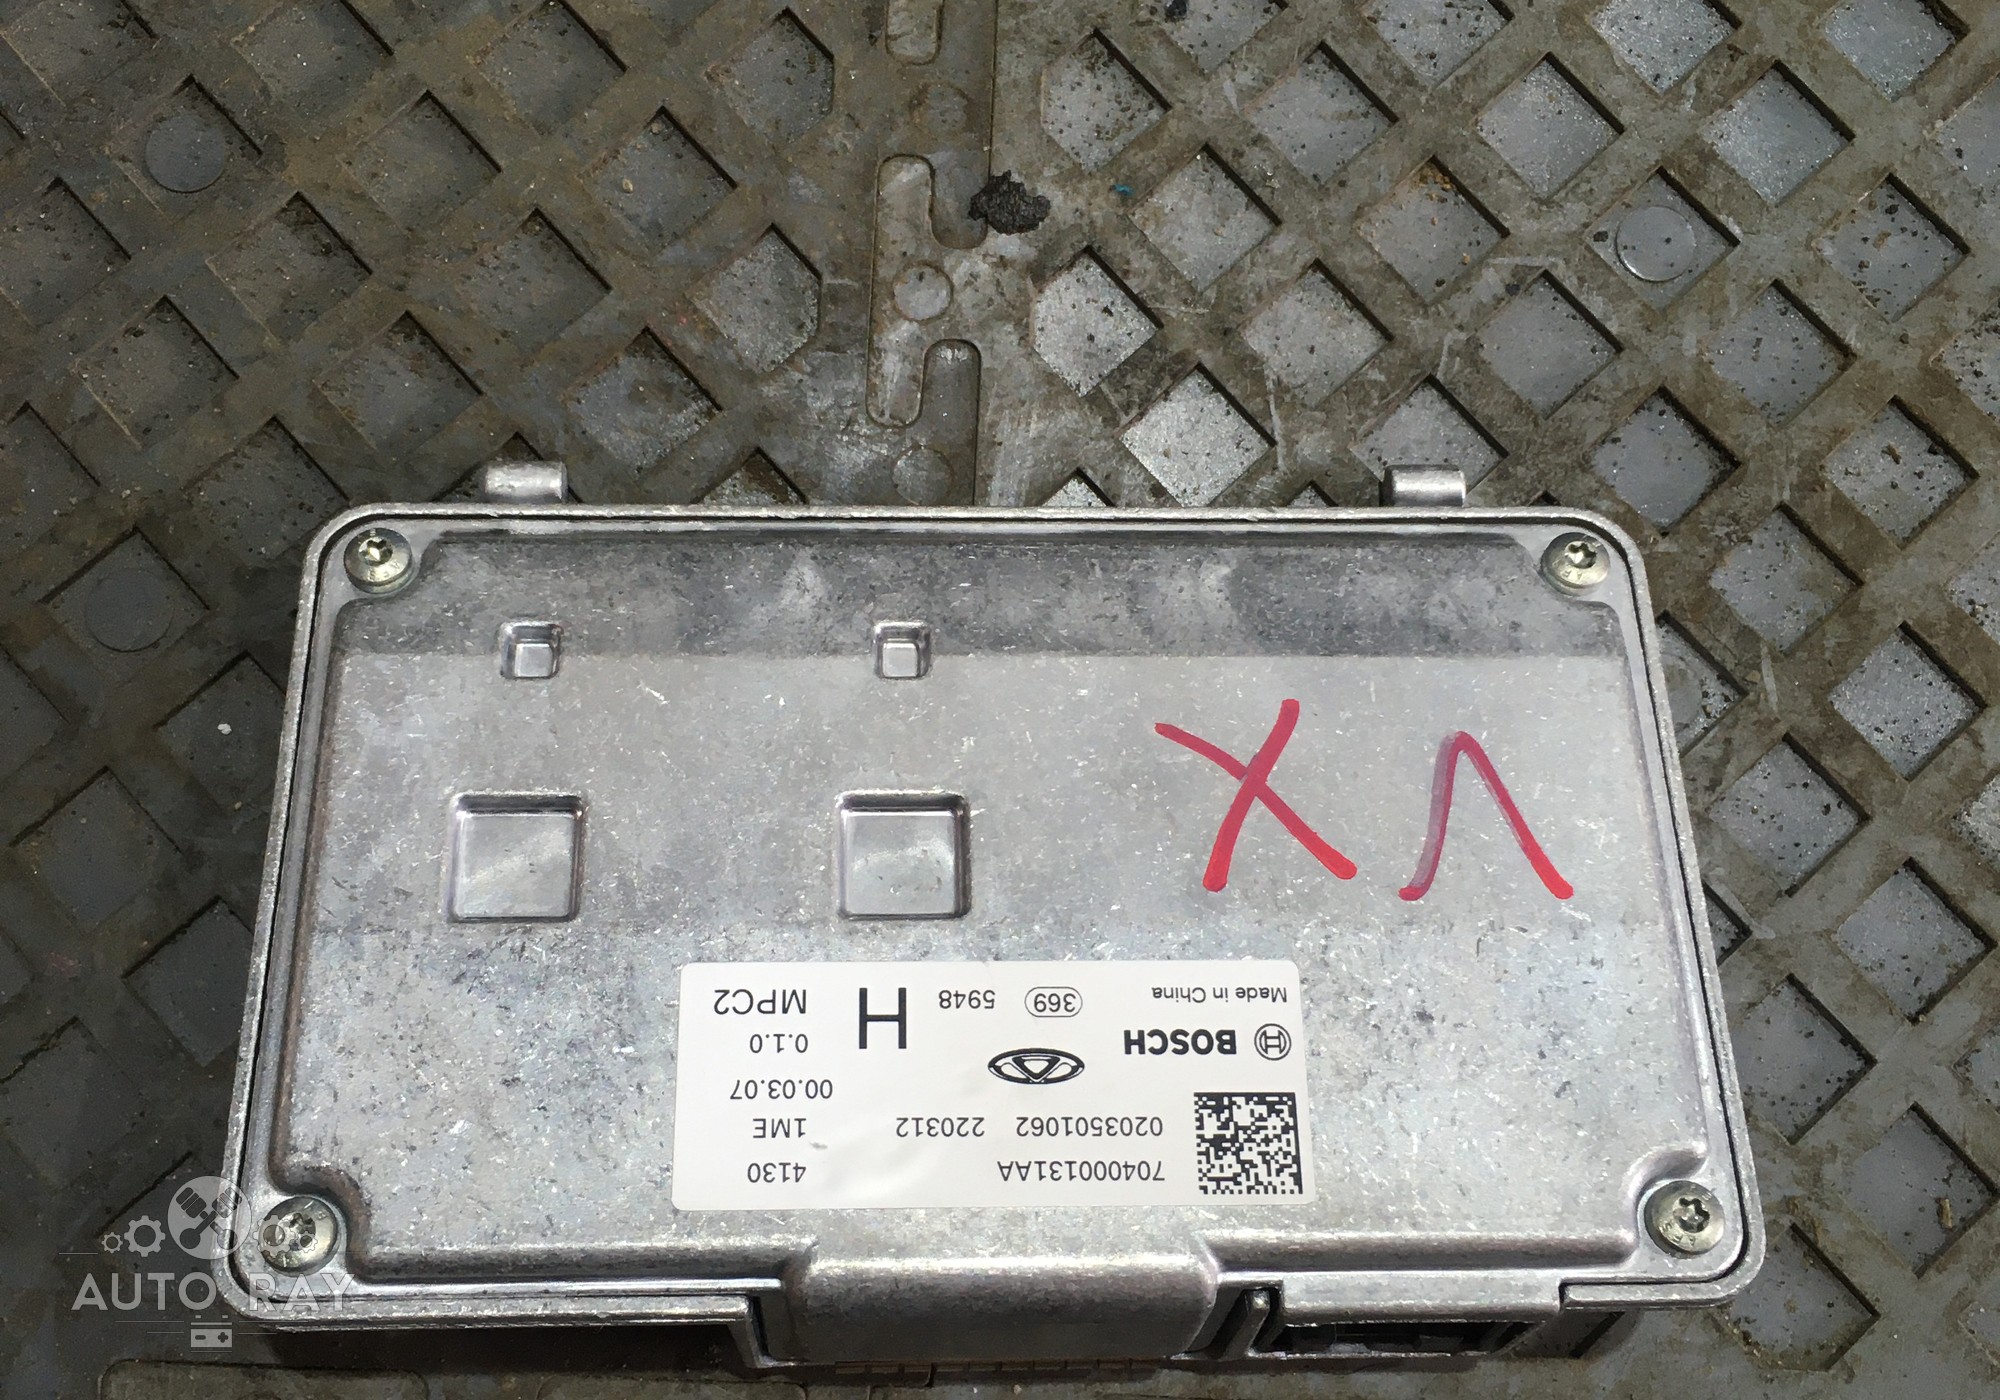 X1
Made in China
369
5948
H
MPC2
BOSCH
0.1.0
00.03.07
0203501062
220312
1ME
704000131AA
4130
AUTO RAY